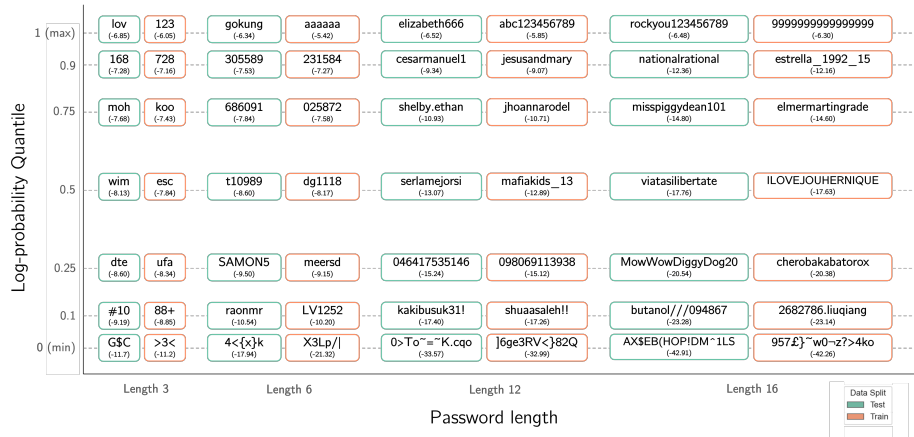 Log-probability Quantile
1 (max)
lov 123 gokung aaaaaa elizabeth666 abc123456789 rockyou123456789 9999999999999999
(-6.85) (-6.05) (-6.34) (-5.42) (-6.52) (-5.85) (-6.48) (-6.30)
0.9
168 728 305589 231584 cesarmanuel1 jesusandmary nationalrational estrella_1992_15
(-7.28) (-7.16) (-7.53) (-7.27) (-9.34) (-9.07) (-12.36) (-12.16)
0.75
moh koo 686091 025872 shelby.ethan jhoannarodel misspiggydean101 elmermartingrade
(-7.68) (-7.43) (-7.84) (-7.58) (-10.93) (-10.71) (-14.80) (-14.60)
0.5
wim esc t10989 dg1118 serlamejorsi mafiakids_13 viatasilibertate ILOVEJOUHERNIQUE
(-8.13) (-7.84) (-8.60) (-8.17) (-13.07) (-12.89) (-17.76) (-17.63)
0.25
dte ufa SAMON5 meersd 046417535146 098069113938 MowWowDiggyDog20 cherobakabatorox
(-8.60) (-8.34) (-9.50) (-9.15) (-15.24) (-15.12) (-20.54) (-20.38)
0.1
#10 88+ raonmr LV1252 kakibusuk31! shuaasaleh!! butanol///094867 2682786.liuqiang
(-9.19) (-8.85) (-10.54) (-10.20) (-17.40) (-17.26) (-23.28) (-23.14)
0 (min)
G$C >3< 4<{x}k X3Lp/| 0>To~=~K.cqo ]6ge3RV<}82Q AX$EB(HOP!DM^1LS 957£}~w0¬z?>4ko
(-11.7) (-11.2) (-17.94) (-21.32) (-33.57) (-32.99) (-42.91) (-42.26)
Length 3 Length 6 Length 12 Length 16
Password length
Data Split
Test
Train